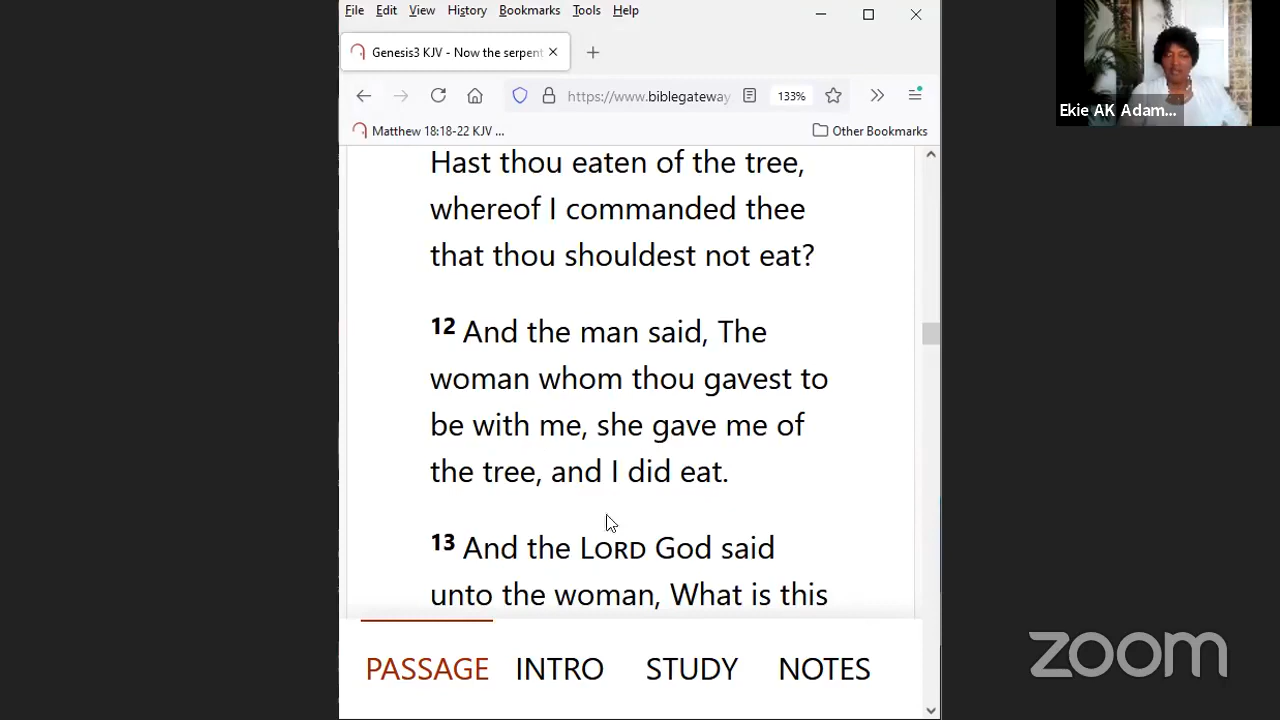 File Edit View History Bookmarks Tools Help
Genesis3 KJV - Now the serpent
https://www.biblegateway
133%
Matthew 18:18-22 KJV ...
Other Bookmarks
Ekie AK Adam...
Hast thou eaten of the tree,
whereof I commanded thee
that thou shouldest not eat?
12 And the man said, The
woman whom thou gavest to
be with me, she gave me of
the tree, and I did eat.
13 And the LORD God said
unto the woman, What is this
PASSAGE INTRO STUDY NOTES
zoom